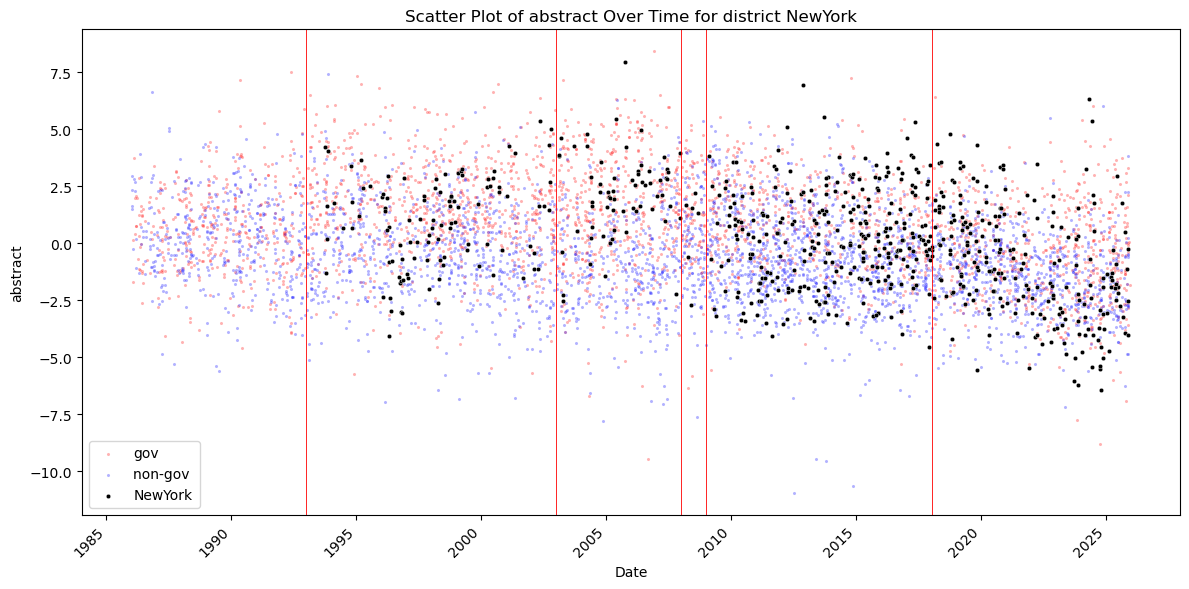 Scatter Plot of abstract Over Time for district NewYork
abstract
7.5
5.0
2.5
0.0
−2.5
−5.0
−7.5
−10.0
gov
non-gov
NewYork
1985
1990
1995
2000
2005
2010
2015
2020
2025
Date